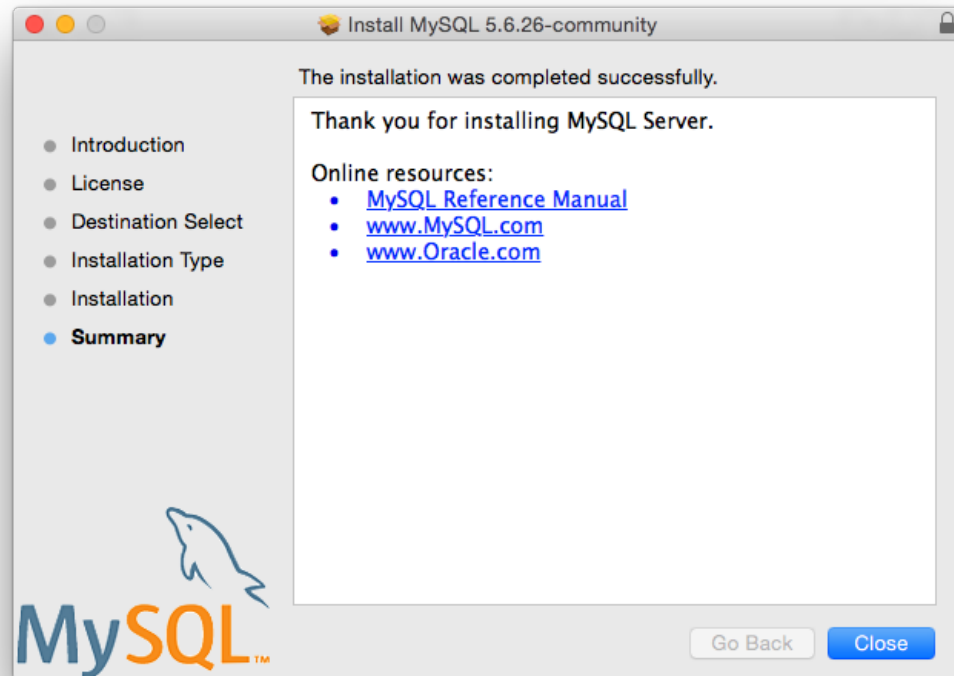 Install MySQL 5.6.26-community
The installation was completed successfully.
Introduction
License
Destination Select
Installation Type
Installation
Summary
Thank you for installing MySQL Server.
Online resources:
• MySQL Reference Manual
• www.MySQL.com
• www.Oracle.com
MySQL™
Go Back
Close